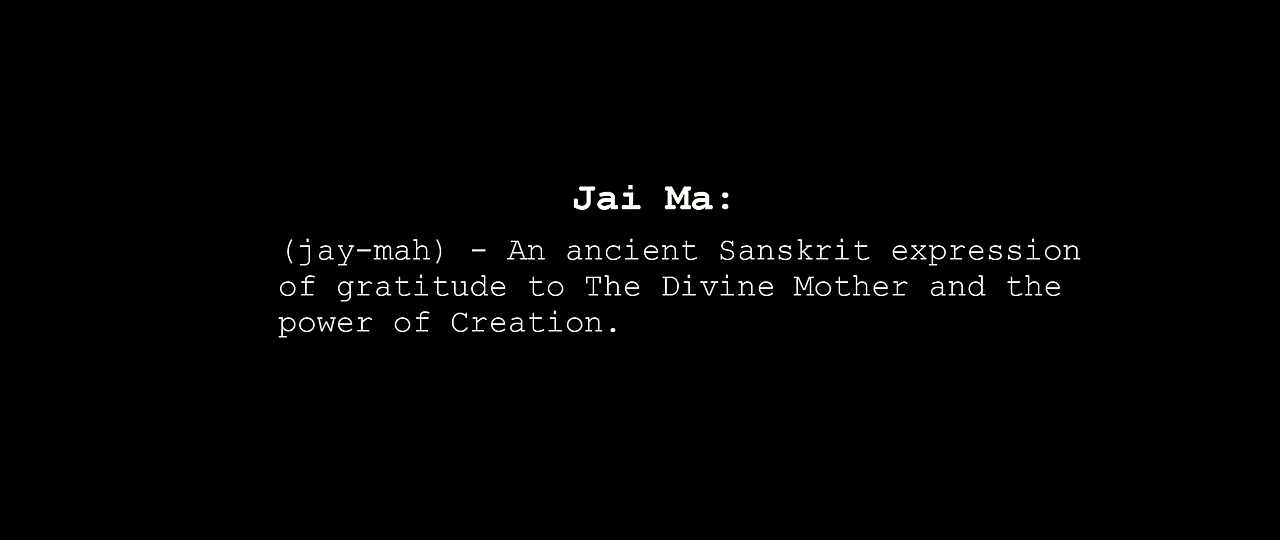 Jai Ma:
(jay-mah) - An ancient Sanskrit expression
of gratitude to The Divine Mother and the
power of Creation.